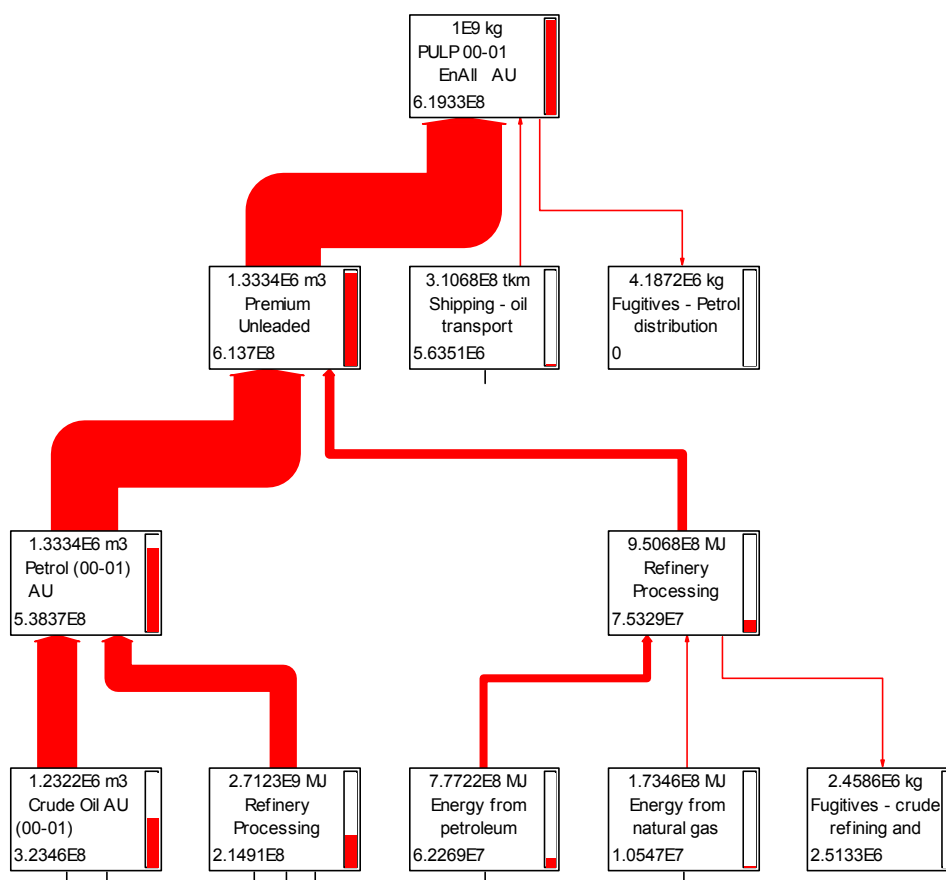 1E9 kg
PULP 00-01
EnAll AU
6.1933E8
1.3334E6 m3
Premium
Unleaded
6.137E8
3.1068E8 tkm
Shipping - oil
transport
5.6351E6
4.1872E6 kg
Fugitives - Petrol
distribution
0
1.3334E6 m3
Petrol (00-01)
AU
5.3837E8
9.5068E8 MJ
Refinery
Processing
7.5329E7
1.2322E6 m3
Crude Oil AU
(00-01)
3.2346E8
2.7123E9 MJ
Refinery
Processing
2.1491E8
7.7722E8 MJ
Energy from
petroleum
6.2269E7
1.7346E8 MJ
Energy from
natural gas
1.0547E7
2.4586E6 kg
Fugitives - crude
refining and
2.5133E6